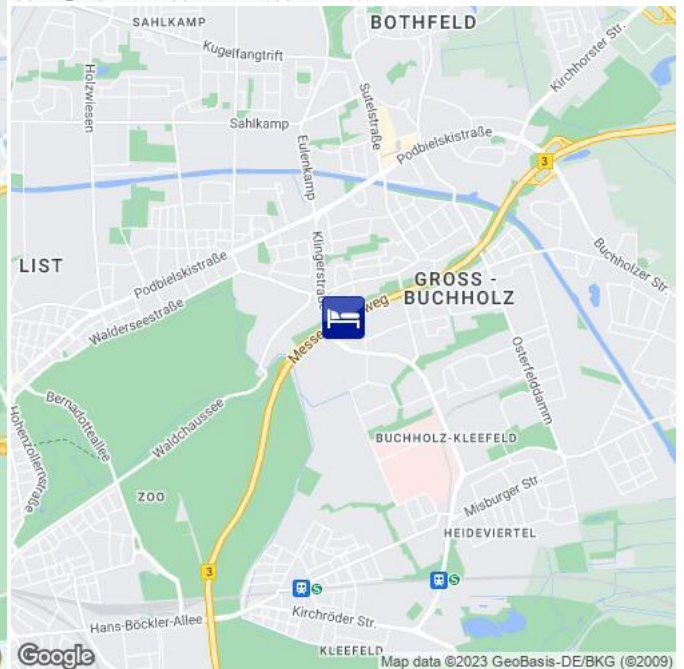 SAHLKAMP
BOTHFELD
Kugelfangtrift
Kirchhorster Str.
Holzwiesen
Sutelstraße
Sahlkamp
Eulenkamp
Podbielskistraße
3
Klingerstraße
LIST
Podbielskistraße
GROSS -
BUCHHOLZ
Buchholzer Str.
Walderseestraße
Messe
weg
Osterfelddamm
Bernadotteallee
Waldchaussee
Hohenzollernstraße
BUCHHOLZ-KLEEFELD
ZOO
Misburger Str.
HEIDEVIERTEL
3
S
S
Hans-Böckler-Allee
Kirchröder Str.
KLEEFELD
Google
Map data ©2023 GeoBasis-DE/BKG (©2009)